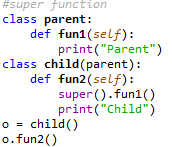 #super function
class parent:
    def fun1(self):
        print("Parent")
class child(parent):
    def fun2(self):
        super().fun1()
        print("Child")
o = child()
o.fun2()